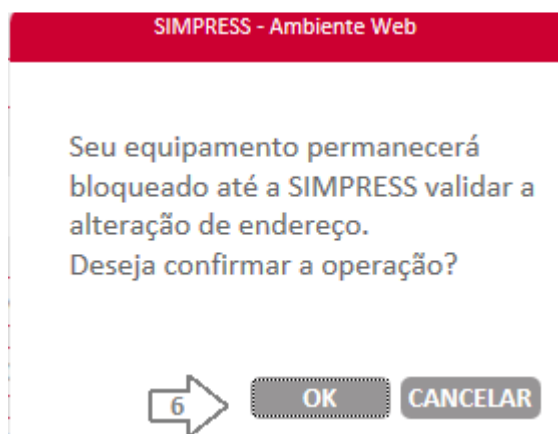 SIMPRESS - Ambiente Web
Seu equipamento permanecerá
bloqueado até a SIMPRESS validar a
alteração de endereço.
Deseja confirmar a operação?
6 OK CANCELAR